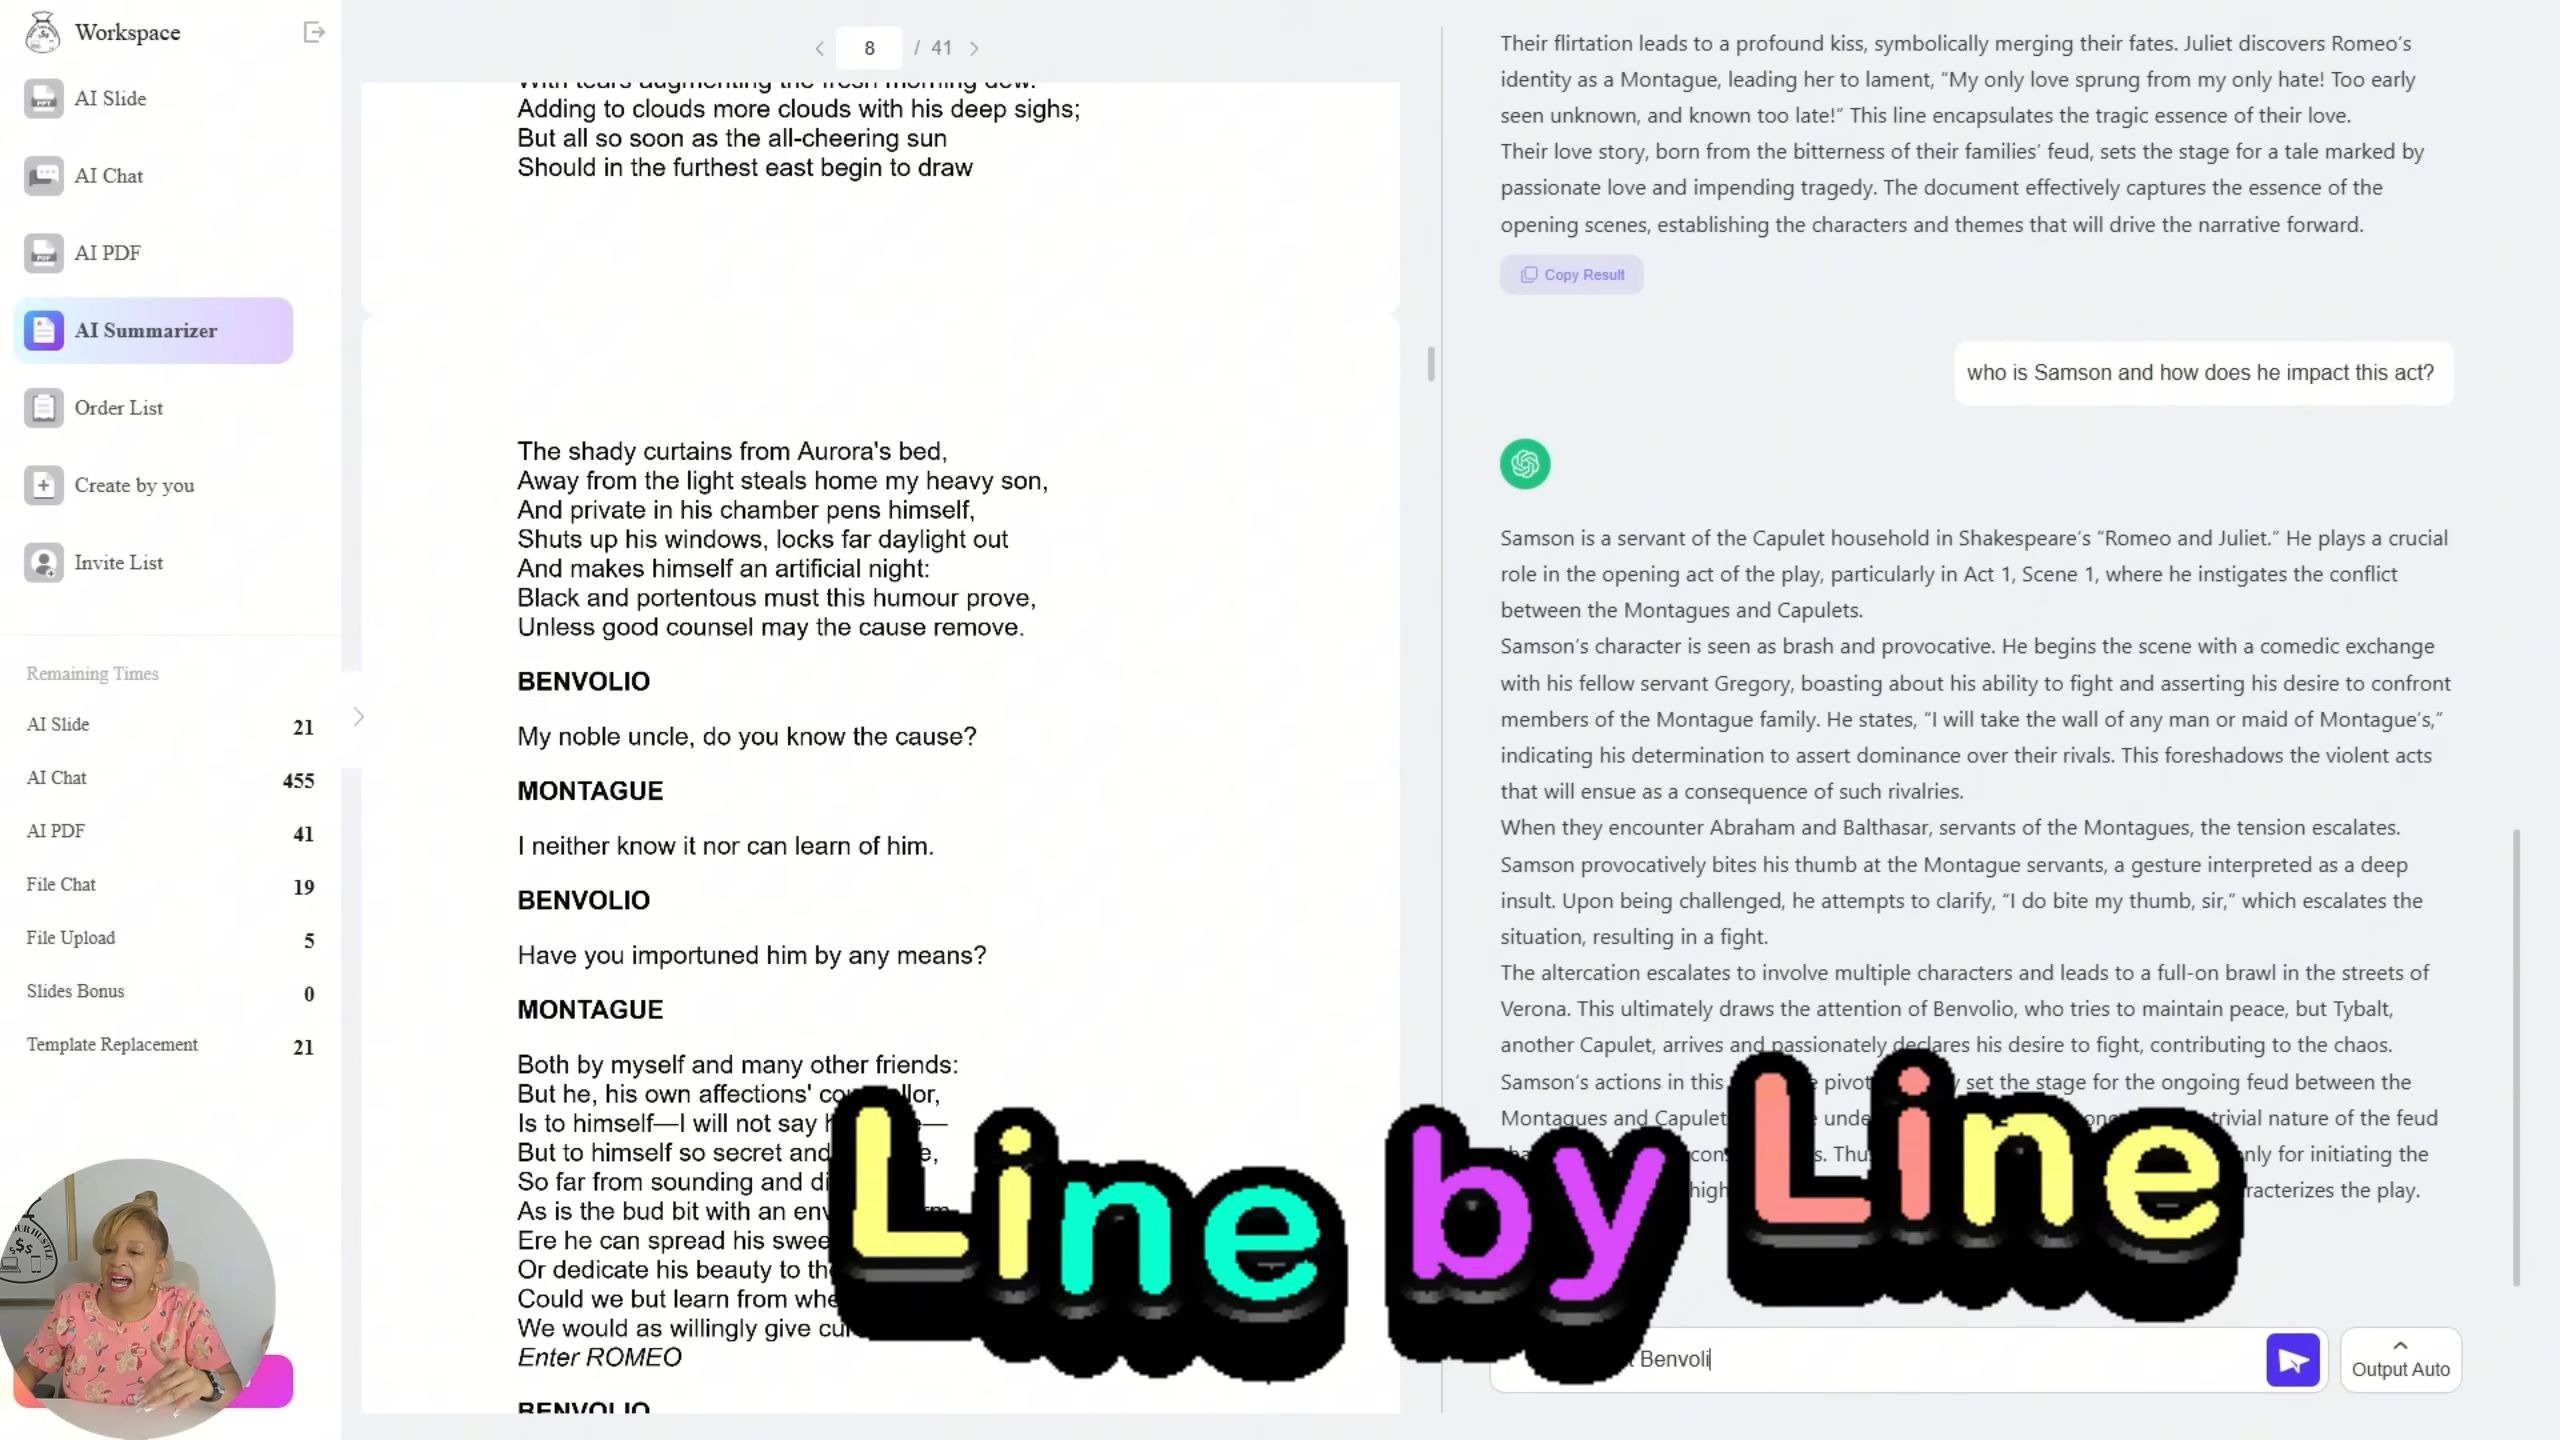 Workspace
AI Slide
AI Chat
AI PDF
AI Summarizer
Order List
Create by you
Invite List
Remaining Times
AI Slide 21
AI Chat 455
AI PDF 41
File Chat 19
File Upload 5
Slides Bonus 0
Template Replacement 21
8 / 41
With tears augmenting the fresh morning dew.
Adding to clouds more clouds with his deep sighs;
But all so soon as the all-cheering sun
Should in the furthest east begin to draw
The shady curtains from Aurora's bed,
Away from the light steals home my heavy son,
And private in his chamber pens himself,
Shuts up his windows, locks far daylight out
And makes himself an artificial night:
Black and portentous must this humour prove,
Unless good counsel may the cause remove.
BENVOLIO
My noble uncle, do you know the cause?
MONTAGUE
I neither know it nor can learn of him.
BENVOLIO
Have you importuned him by any means?
MONTAGUE
Both by myself and many other friends:
But he, his own affections'
Is to himself—I will not say
But to himself so secret and
So far from sounding and
As is the bud bit with an
Ere he can spread his
Or dedicate his beauty to
Could we but learn from
We would as willingly give
Enter ROMEO
BENVOLIO
Their flirtation leads to a profound kiss, symbolically merging their fates. Juliet discovers Romeo's
identity as a Montague, leading her to lament, “My only love sprung from my only hate! Too early
seen unknown, and known too late!” This line encapsulates the tragic essence of their love.
Their love story, born from the bitterness of their families’ feud, sets the stage for a tale marked by
passionate love and impending tragedy. The document effectively captures the essence of the
opening scenes, establishing the characters and themes that will drive the narrative forward.
Copy Result
who is Samson and how does he impact this act?
Samson is a servant of the Capulet household in Shakespeare’s “Romeo and Juliet.” He plays a crucial
role in the opening act of the play, particularly in Act 1, Scene 1, where he instigates the conflict
between the Montagues and Capulets.
Samson’s character is seen as brash and provocative. He begins the scene with a comedic exchange
with his fellow servant Gregory, boasting about his ability to fight and asserting his desire to confront
members of the Montague family. He states, “I will take the wall of any man or maid of Montague’s,”
indicating his determination to assert dominance over their rivals. This foreshadows the violent acts
that will ensue as a consequence of such rivalries.
When they encounter Abraham and Balthasar, servants of the Montagues, the tension escalates.
Samson provocatively bites his thumb at the Montague servants, a gesture interpreted as a deep
insult. Upon being challenged, he attempts to clarify, “I do bite my thumb, sir,” which escalates the
situation, resulting in a fight.
The altercation escalates to involve multiple characters and leads to a full-on brawl in the streets of
Verona. This ultimately draws the attention of Benvolio, who tries to maintain peace, but Tybalt,
another Capulet, arrives and passionately declares his desire to fight, contributing to the chaos.
Samson’s actions in this set the stage for the ongoing feud between the
Montagues and trivial nature of the feud
for initiating the
the play.
Line by Line
Benvoli
Output Auto